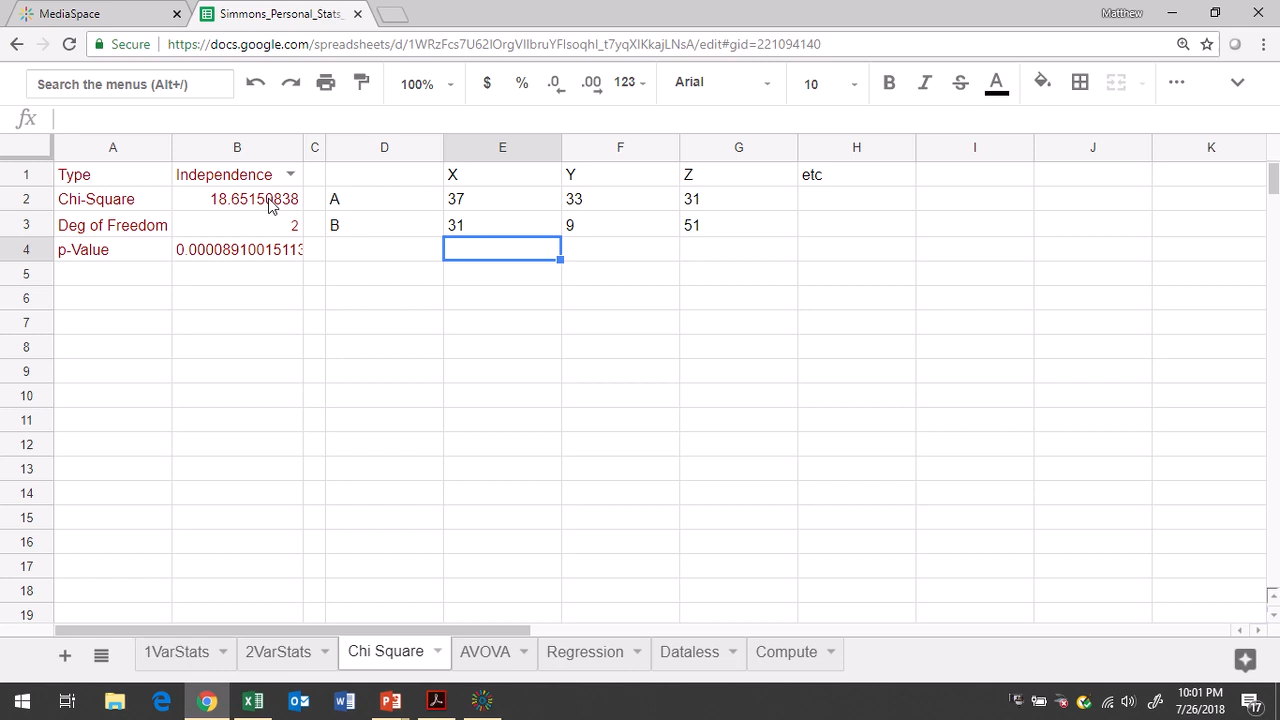 MediaSpace
Simmons_Personal_Stats_
Matthew
Secure
https://docs.google.com/spreadsheets/d/1WRzFcs7U62IOrgVIIbruYFIsoqhI_t7yqXIKkajLNsA/edit#gid=221094140
Search the menus (Alt+/)
100%
$ % .0 .00 123
Arial
10
B I S A
fx
A B C D E F G H I J K
1 Type Independence X Y Z etc
2 Chi-Square 18.65150838 A 37 33 31
3 Deg of Freedom 2 B 31 9 51
4 p-Value 0.00008910015113
5
6
7
8
9
10
11
12
13
14
15
16
17
18
19
1VarStats 2VarStats Chi Square AVOVA Regression Dataless Compute
10:01 PM
7/26/2018
17